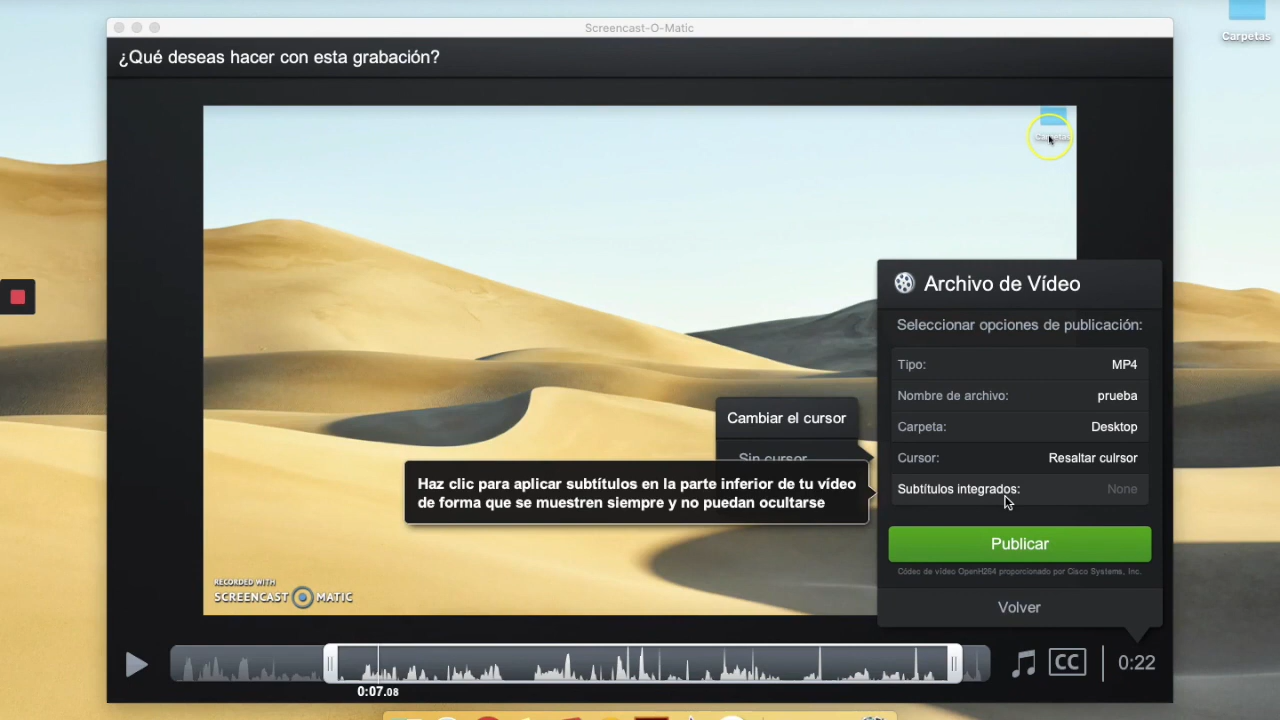 Screencast-O-Matic
Carpetas
¿Qué deseas hacer con esta grabación?
Carpetas
Archivo de Vídeo
Seleccionar opciones de publicación:
Tipo: MP4
Nombre de archivo: prueba
Carpeta: Desktop
Cursor: Resaltar culrsor
Subtítulos integrados: None
Cambiar el cursor
Sin cursor
Haz clic para aplicar subtítulos en la parte inferior de tu vídeo
de forma que se muestren siempre y no puedan ocultarse
Publicar
Códec de vídeo OpenH264 proporcionado por Cisco Systems, Inc.
Volver
RECORDED WITH
SCREENCAST MATIC
CC
0:22
0:07.08